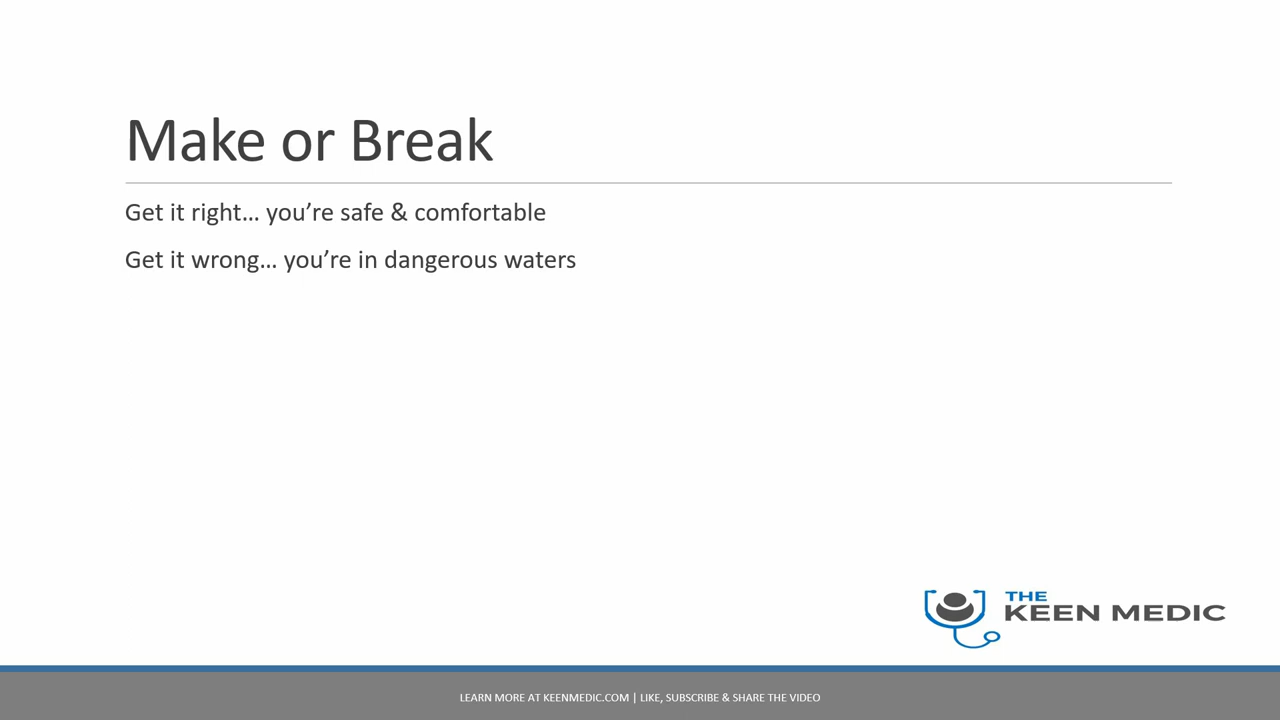 Make or Break
Get it right… you’re safe & comfortable
Get it wrong… you’re in dangerous waters
THE
KEEN MEDIC
LEARN MORE AT KEENMEDIC.COM | LIKE, SUBSCRIBE & SHARE THE VIDEO